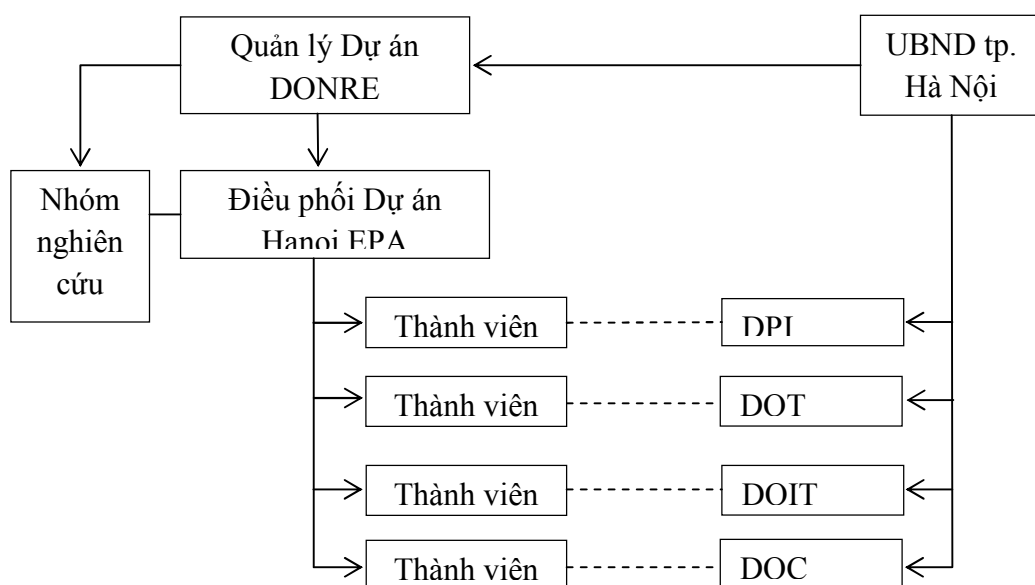 Quản lý Dự án
DONRE
UBND tp.
Hà Nội
Nhóm
nghiên
cứu
Điều phối Dự án
Hanoi EPA
Thành viên
DPI
Thành viên
DOT
Thành viên
DOIT
Thành viên
DOC